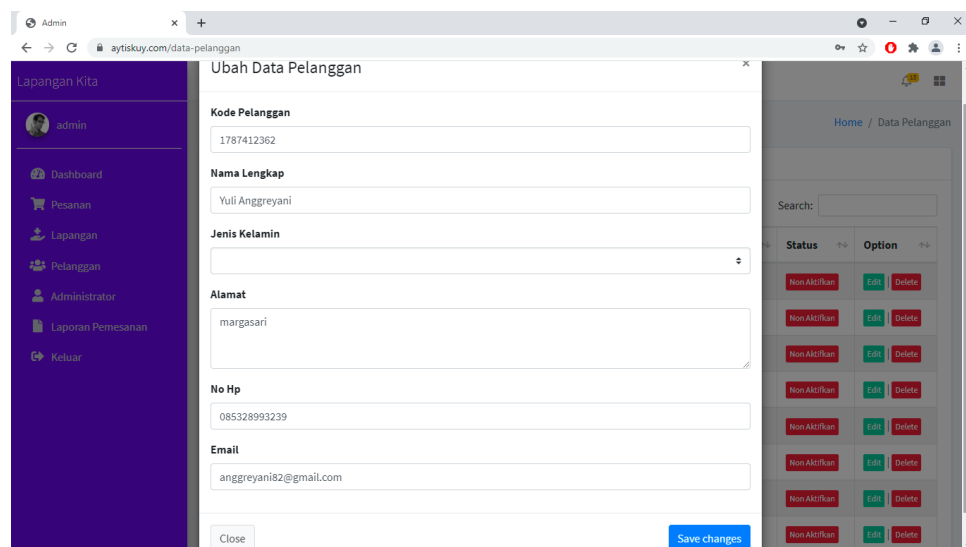 Admin
aytiskuy.com/data-pelanggan
Lapangan Kita
admin
Dashboard
Pesanan
Lapangan
Pelanggan
Administrator
Laporan Pemesanan
Keluar
Ubah Data Pelanggan
×
Kode Pelanggan
1787412362
Nama Lengkap
Yuli Anggreyani
Jenis Kelamin
Alamat
margasari
No Hp
085328993239
Email
anggreyani82@gmail.com
Close
Save changes
15
Home / Data Pelanggan
Search:
Status Option
Non Aktifkan Edit | Delete
Non Aktifkan Edit | Delete
Non Aktifkan Edit | Delete
Non Aktifkan Edit | Delete
Non Aktifkan Edit | Delete
Non Aktifkan Edit | Delete
Non Aktifkan Edit | Delete
Non Aktifkan Edit | Delete